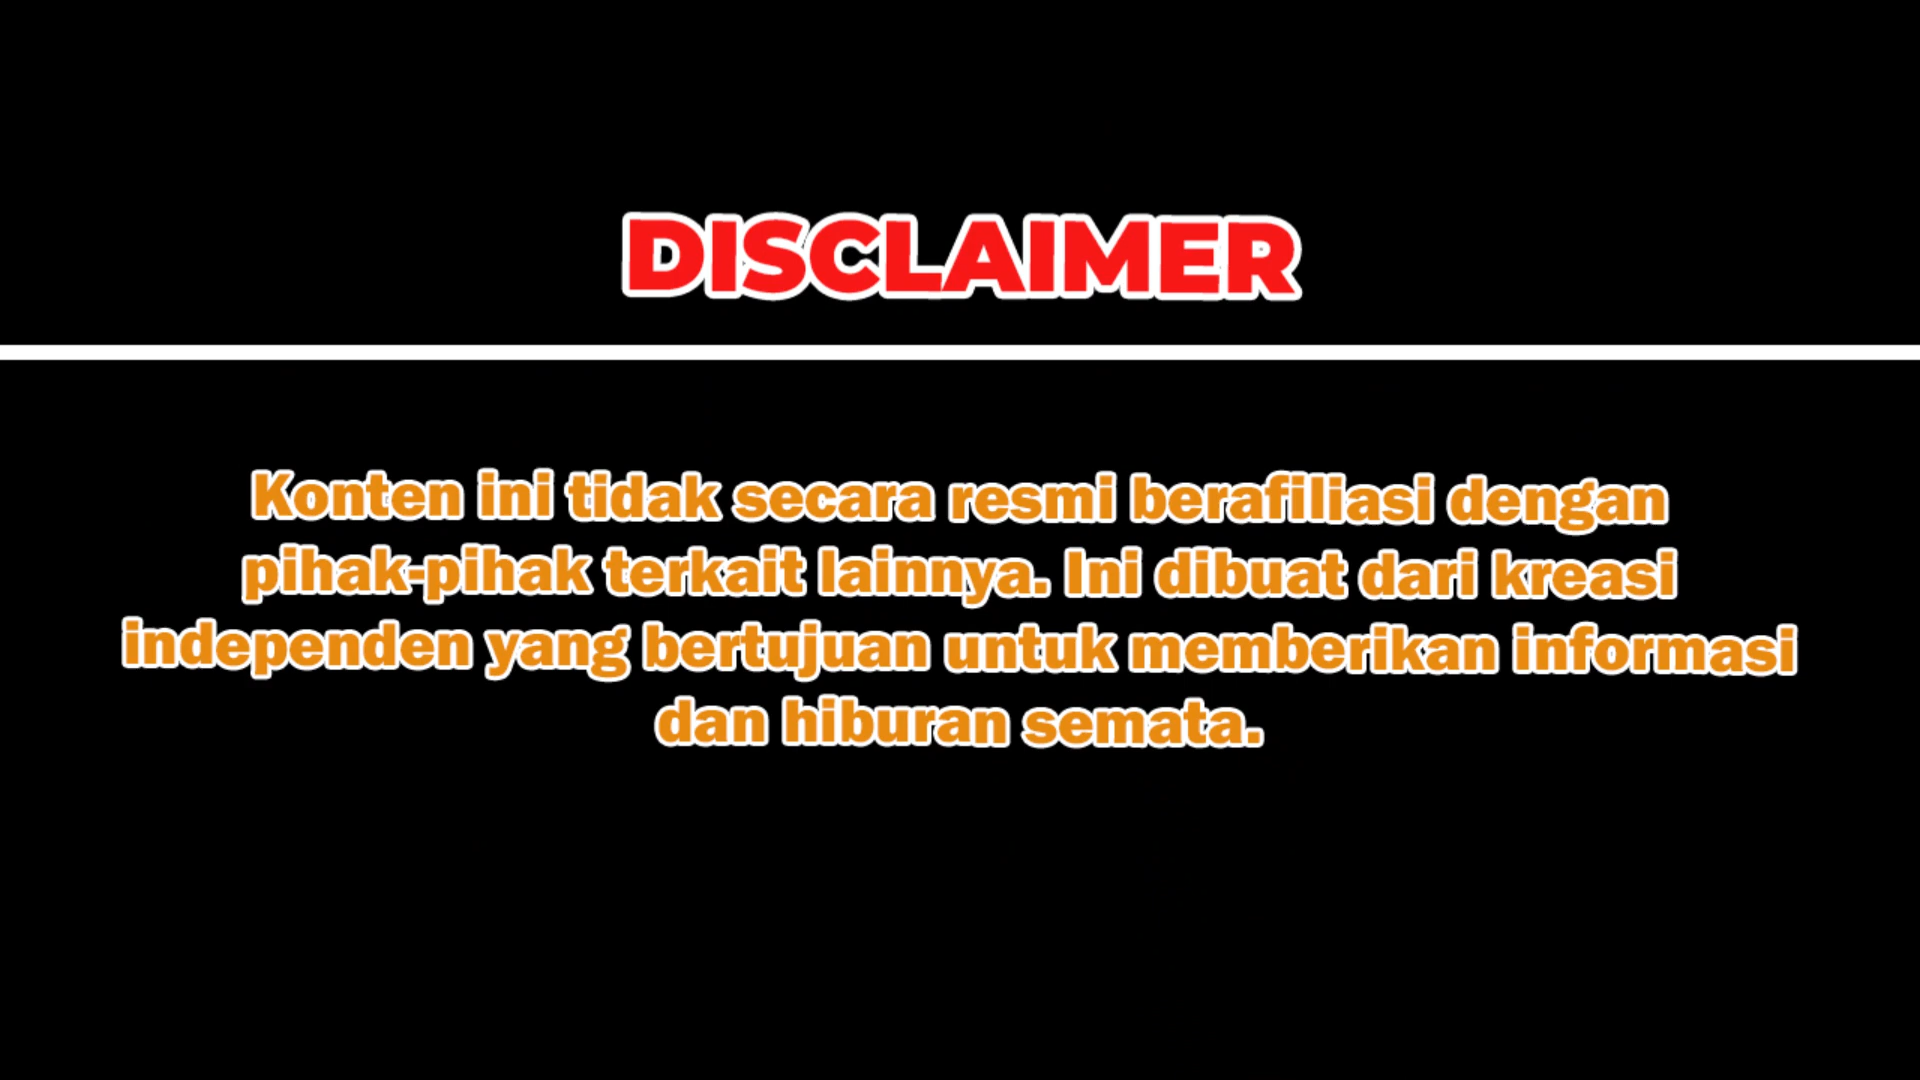 DISCLAIMER
Konten ini tidak secara resmi berafiliasi dengan
pihak-pihak terkait lainnya. Ini dibuat dari kreasi
independen yang bertujuan untuk memberikan informasi
dan hiburan semata.